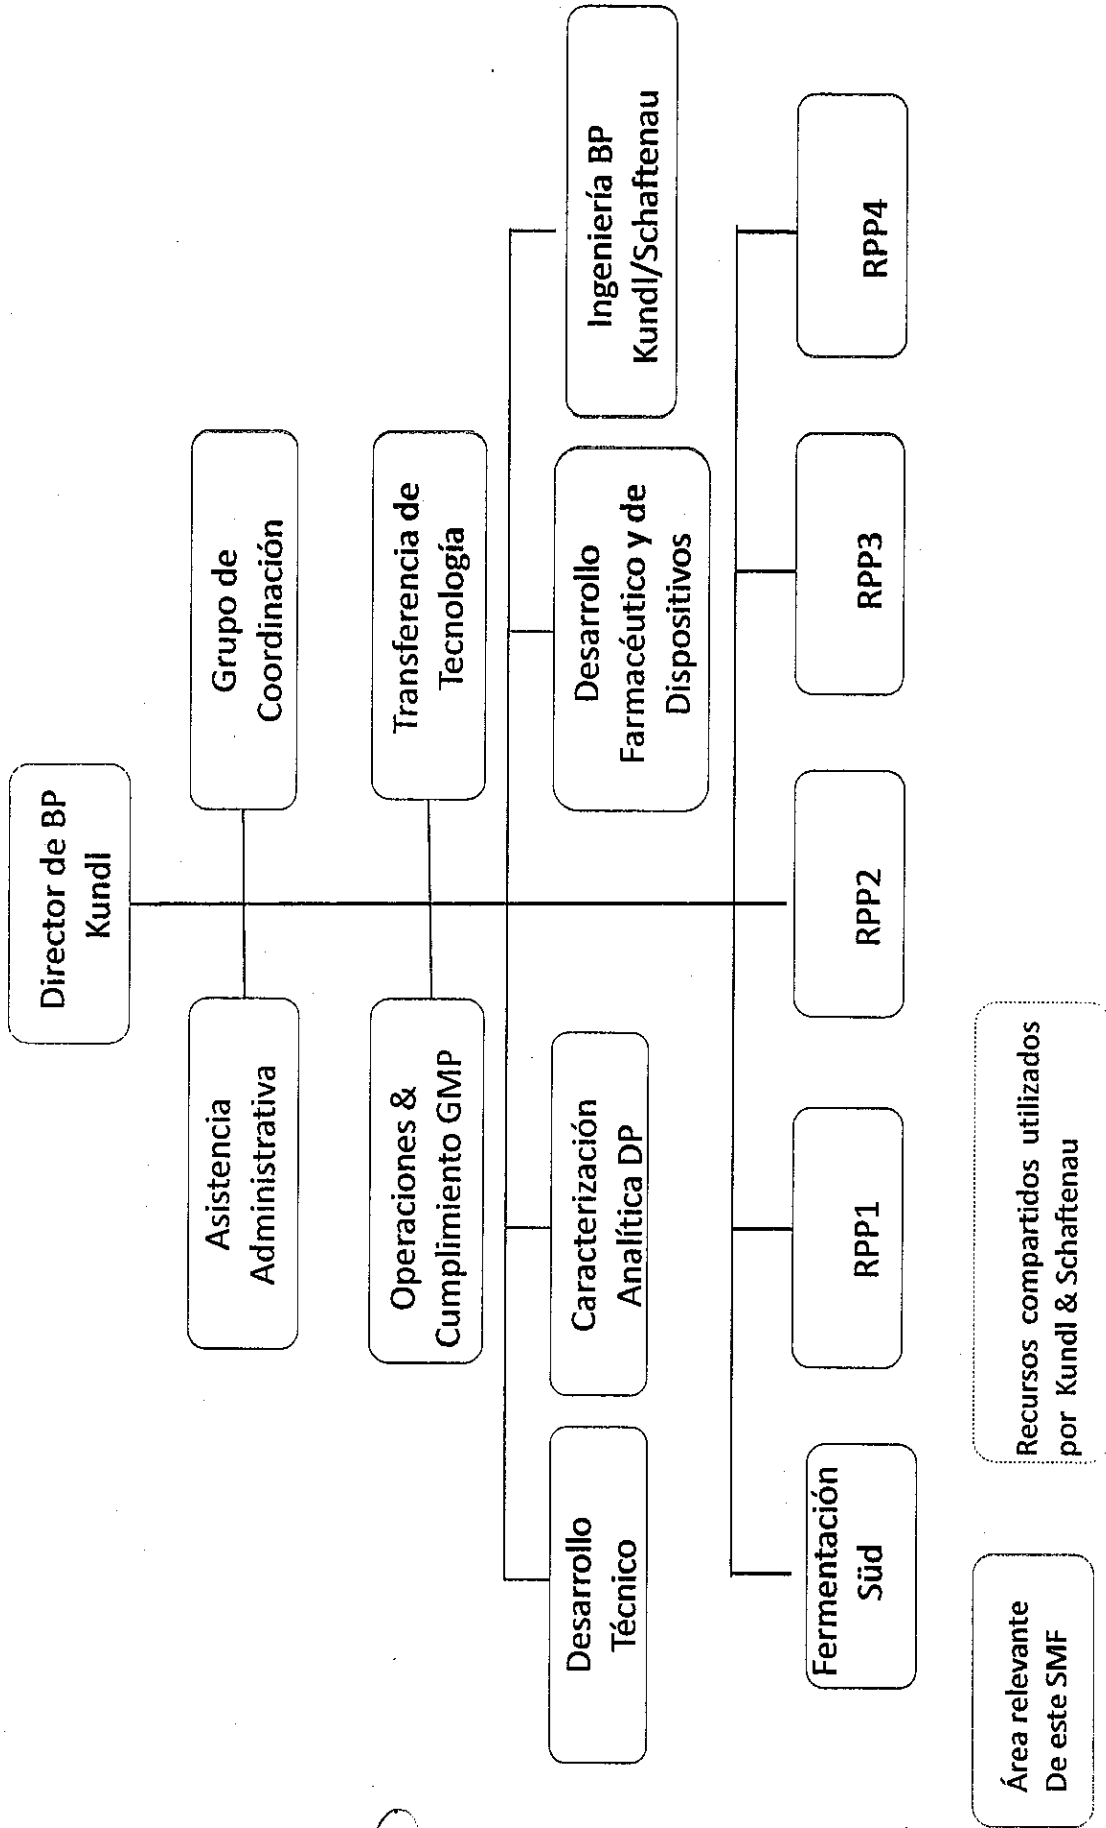 Director de BP
Kundl
Asistencia
Administrativa
Grupo de
Coordinación
Operaciones &
Cumplimiento GMP
Transferencia de
Tecnología
Desarrollo
Técnico
Caracterización
Analítica DP
Desarrollo
Farmacéutico y de
Dispositivos
Ingeniería BP
Kundl/Schaftenau
Fermentación
Süd
RPP1
RPP2
RPP3
RPP4
Área relevante
De este SMF
Recursos compartidos utilizados
por Kundl & Schaftenau